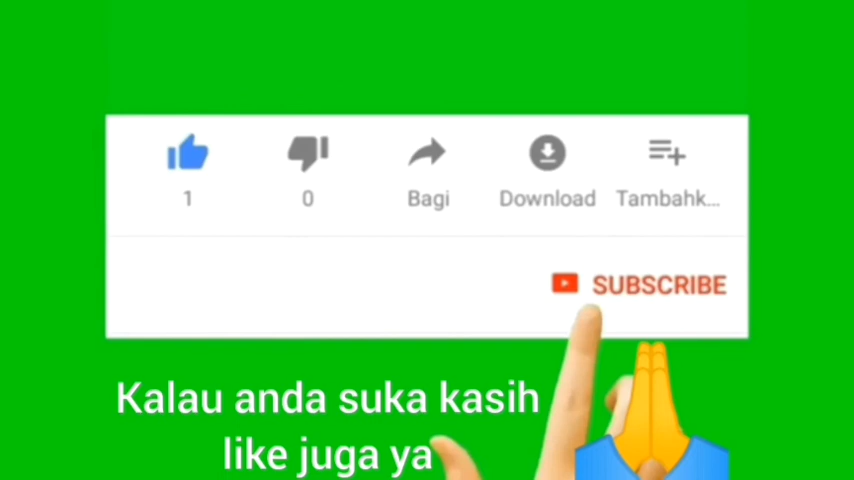 1 0 Bagi Download Tambahk...
SUBSCRIBE
Kalau anda suka kasih
like juga ya